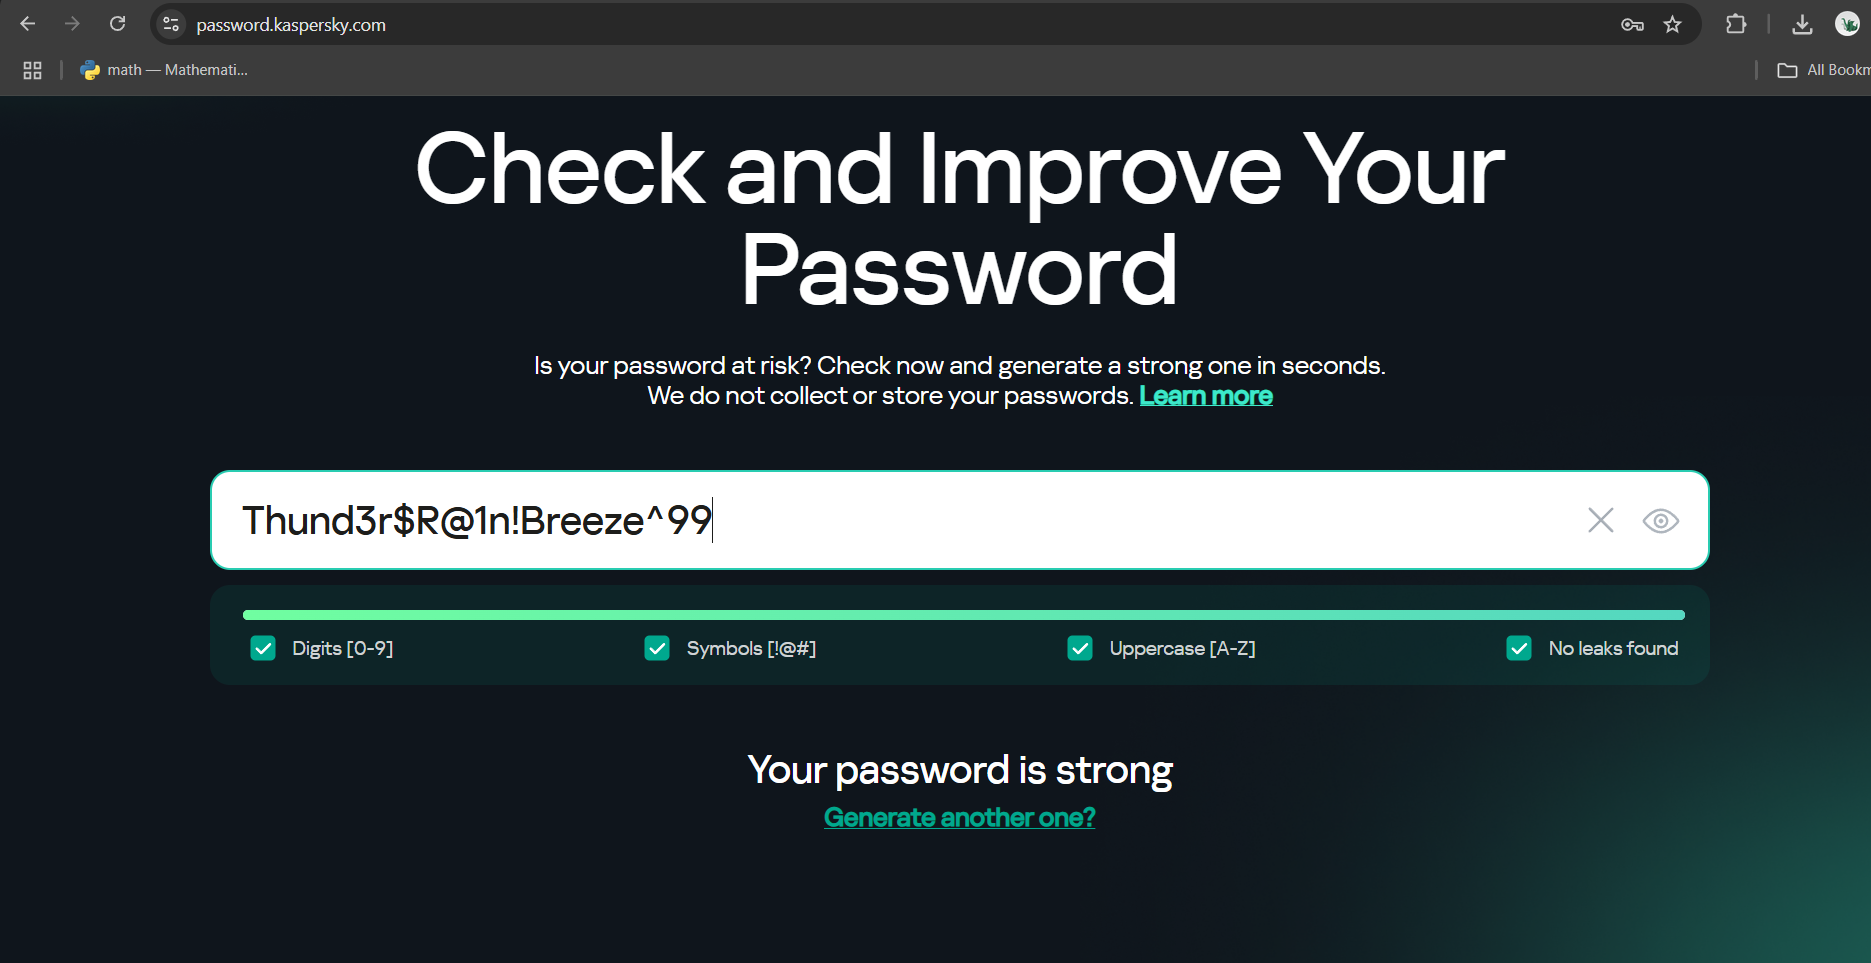 password.kaspersky.com
math — Mathemati...
All Bookm
Check and Improve Your
Password
Is your password at risk? Check now and generate a strong one in seconds.
We do not collect or store your passwords. Learn more
Thund3r$R@1n!Breeze^99
Digits [0-9]
Symbols [!@#]
Uppercase [A-Z]
No leaks found
Your password is strong
Generate another one?